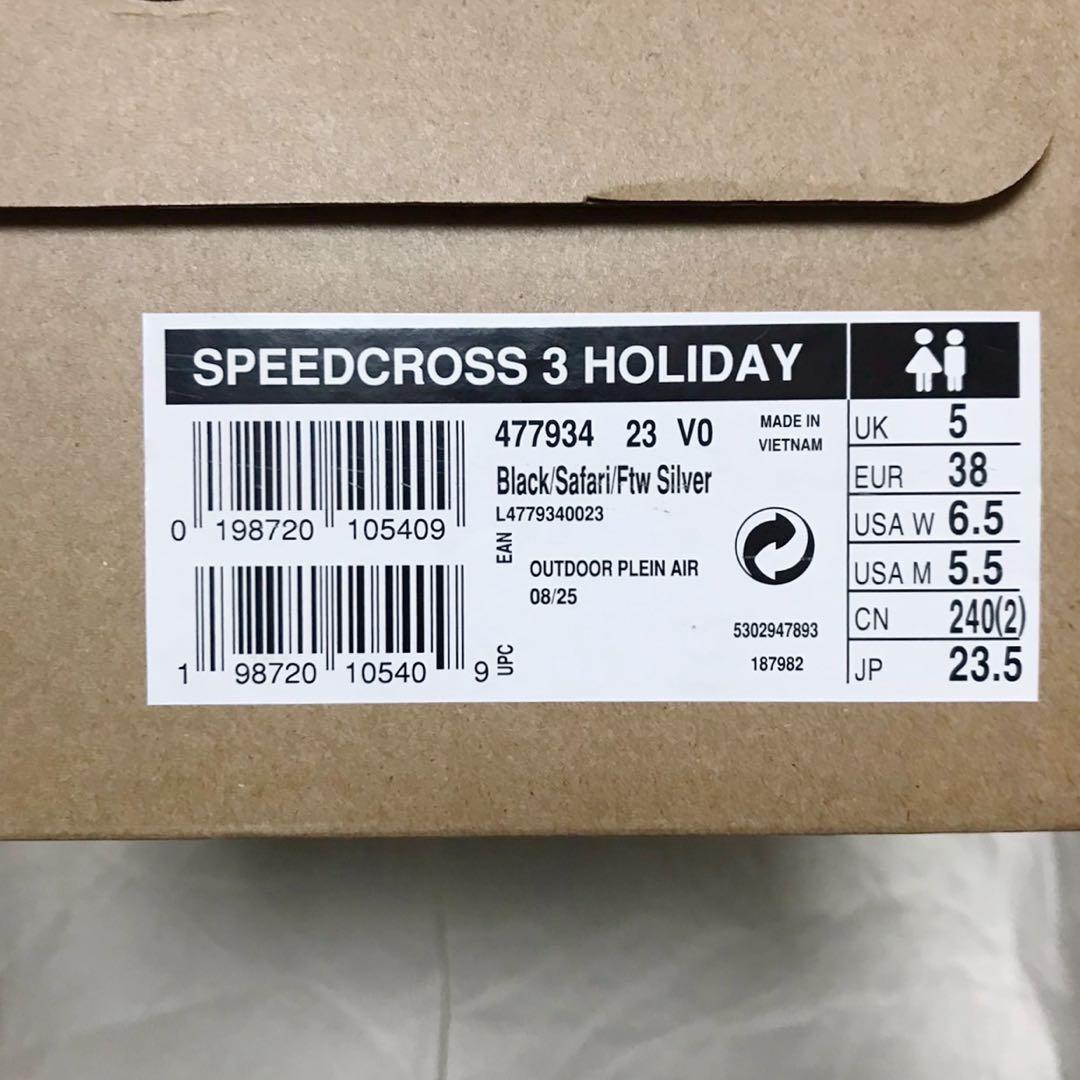 SPEEDCROSS 3 HOLIDAY
0 198720 105409
EAN
1 98720 10540 9
UPC
477934 23 V0
Black/Safari/Ftw Silver
L4779340023
OUTDOOR PLEIN AIR
08/25
MADE IN
VIETNAM
5302947893
187982
UK 5
EUR 38
USA W 6.5
USA M 5.5
CN 240(2)
JP 23.5